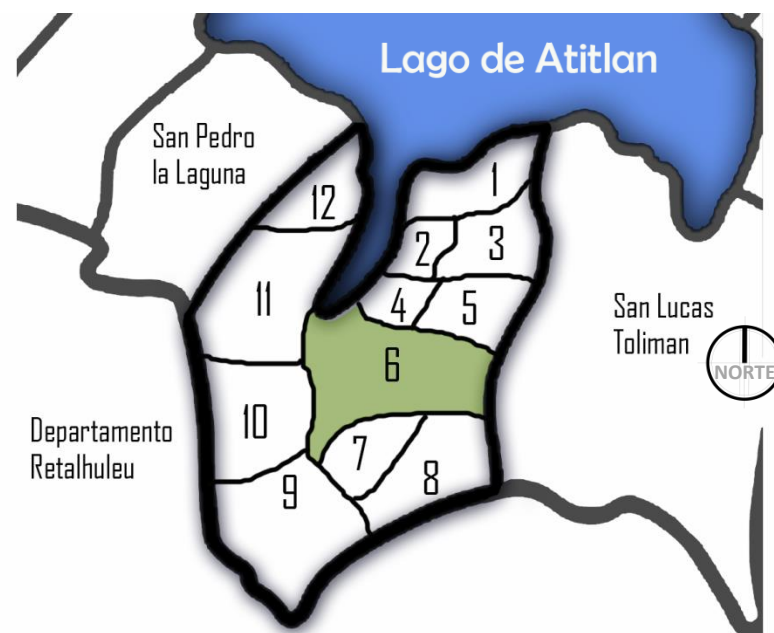 Lago de Atitlan
San Pedro
la Laguna
1
12
2
3
11
4
5
San Lucas
Toliman
6
NORTE
Departamento
Retalhuleu
10
7
8
9